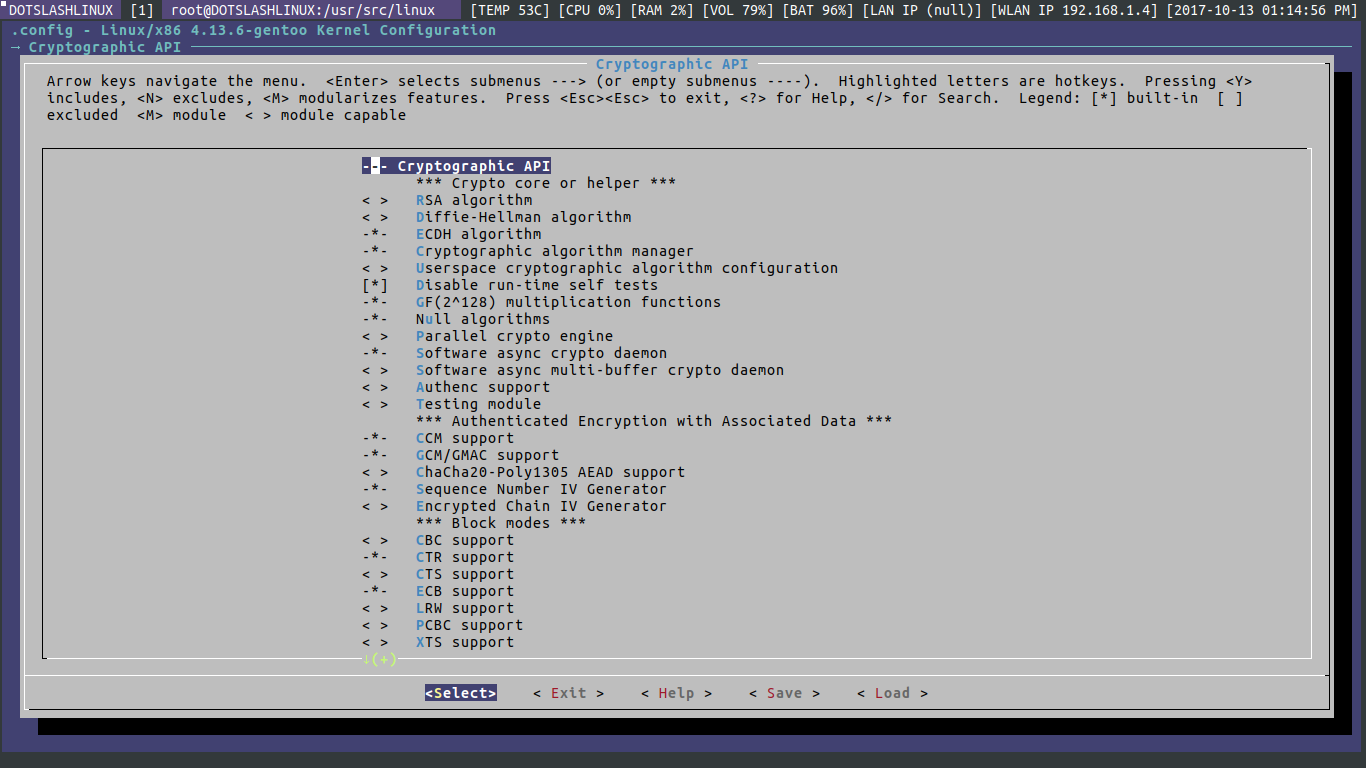 DOTSLASHLINUX [1] root@DOTSLASHLINUX:/usr/src/linux [TEMP 53C] [CPU 0%] [RAM 2%] [VOL 79%] [BAT 96%] [LAN IP (null)] [WLAN IP 192.168.1.4] [2017-10-13 01:14:56 PM]
.config - Linux/x86 4.13.6-gentoo Kernel Configuration
→ Cryptographic API
Cryptographic API
Arrow keys navigate the menu.  <Enter> selects submenus ---> (or empty submenus ----).  Highlighted letters are hotkeys.  Pressing <Y>
includes, <N> excludes, <M> modularizes features.  Press <Esc><Esc> to exit, <?> for Help, </> for Search.  Legend: [*] built-in  [ ]
excluded  <M> module  < > module capable
--- Cryptographic API
*** Crypto core or helper ***
< >   RSA algorithm
< >   Diffie-Hellman algorithm
-*-   ECDH algorithm
-*-   Cryptographic algorithm manager
< >   Userspace cryptographic algorithm configuration
[*]   Disable run-time self tests
-*-   GF(2^128) multiplication functions
-*-   Null algorithms
< >   Parallel crypto engine
-*-   Software async crypto daemon
< >   Software async multi-buffer crypto daemon
< >   Authenc support
< >   Testing module
*** Authenticated Encryption with Associated Data ***
-*-   CCM support
-*-   GCM/GMAC support
< >   ChaCha20-Poly1305 AEAD support
-*-   Sequence Number IV Generator
< >   Encrypted Chain IV Generator
*** Block modes ***
< >   CBC support
-*-   CTR support
< >   CTS support
-*-   ECB support
< >   LRW support
< >   PCBC support
< >   XTS support
↕(+)
<Select>    < Exit >    < Help >    < Save >    < Load >